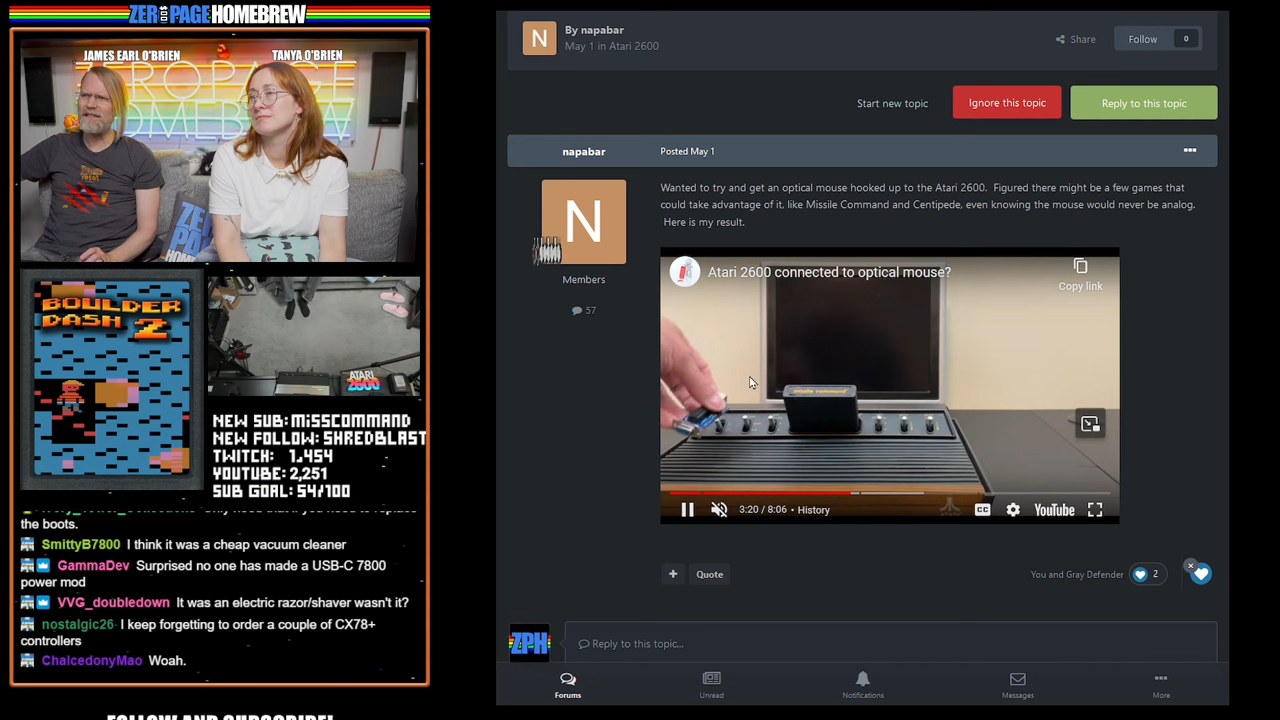 ZEROPAGE HOMEBREW
JAMES EARL O'BRIEN
TANYA O'BRIEN
BOULDER
DASH 2
ATARI
2600
NEW SUB: MISSCOMMAND
NEW FOLLOW: SHREDBLAST
TWITCH: 1,454
YOUTUBE: 2,251
SUB GOAL: 54/100
the boots.
SmittyB7800 I think it was a cheap vacuum cleaner
GammaDev Surprised no one has made a USB-C 7800
power mod
VVG_doubledown It was an electric razor/shaver wasn't it?
nostalgic26 I keep forgetting to order a couple of CX78+
controllers
ChalcedonyMao Woah.
FOLLOW AND SUBSCRIBE!
N
By napabar
May 1 in Atari 2600
Share
Follow 0
Start new topic
Ignore this topic
Reply to this topic
napabar
Posted May 1
N
Members
57
Wanted to try and get an optical mouse hooked up to the Atari 2600. Figured there might be a few games that
could take advantage of it, like Missile Command and Centipede, even knowing the mouse would never be analog.
Here is my result.
Atari 2600 connected to optical mouse?
Copy link
missile command
3:20 / 8:06 • History
CC
YouTube
+ Quote
You and Gray Defender 2
ZPH
Reply to this topic...
Forums
Unread
Notifications
Messages
More